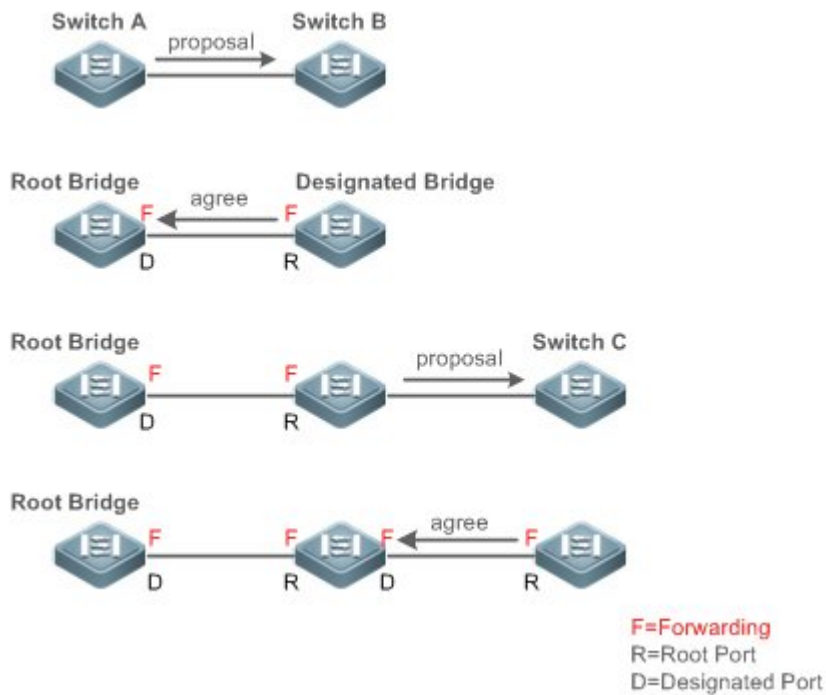 Switch A
Switch B
proposal
Root Bridge
Designated Bridge
F
agree
F
D
R
Root Bridge
Switch C
F
F
proposal
D
R
Root Bridge
F
F
F
agree
F
D
R
D
R
F=Forwarding
R=Root Port
D=Designated Port